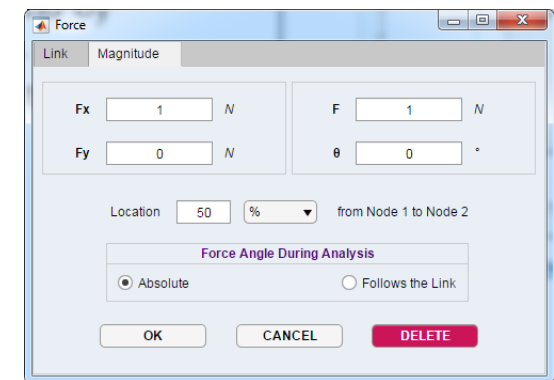 Force
Link Magnitude
Fx 1 N F 1 N
Fy 0 N θ 0 °
Location 50 % from Node 1 to Node 2
Force Angle During Analysis
Absolute Follows the Link
OK CANCEL DELETE